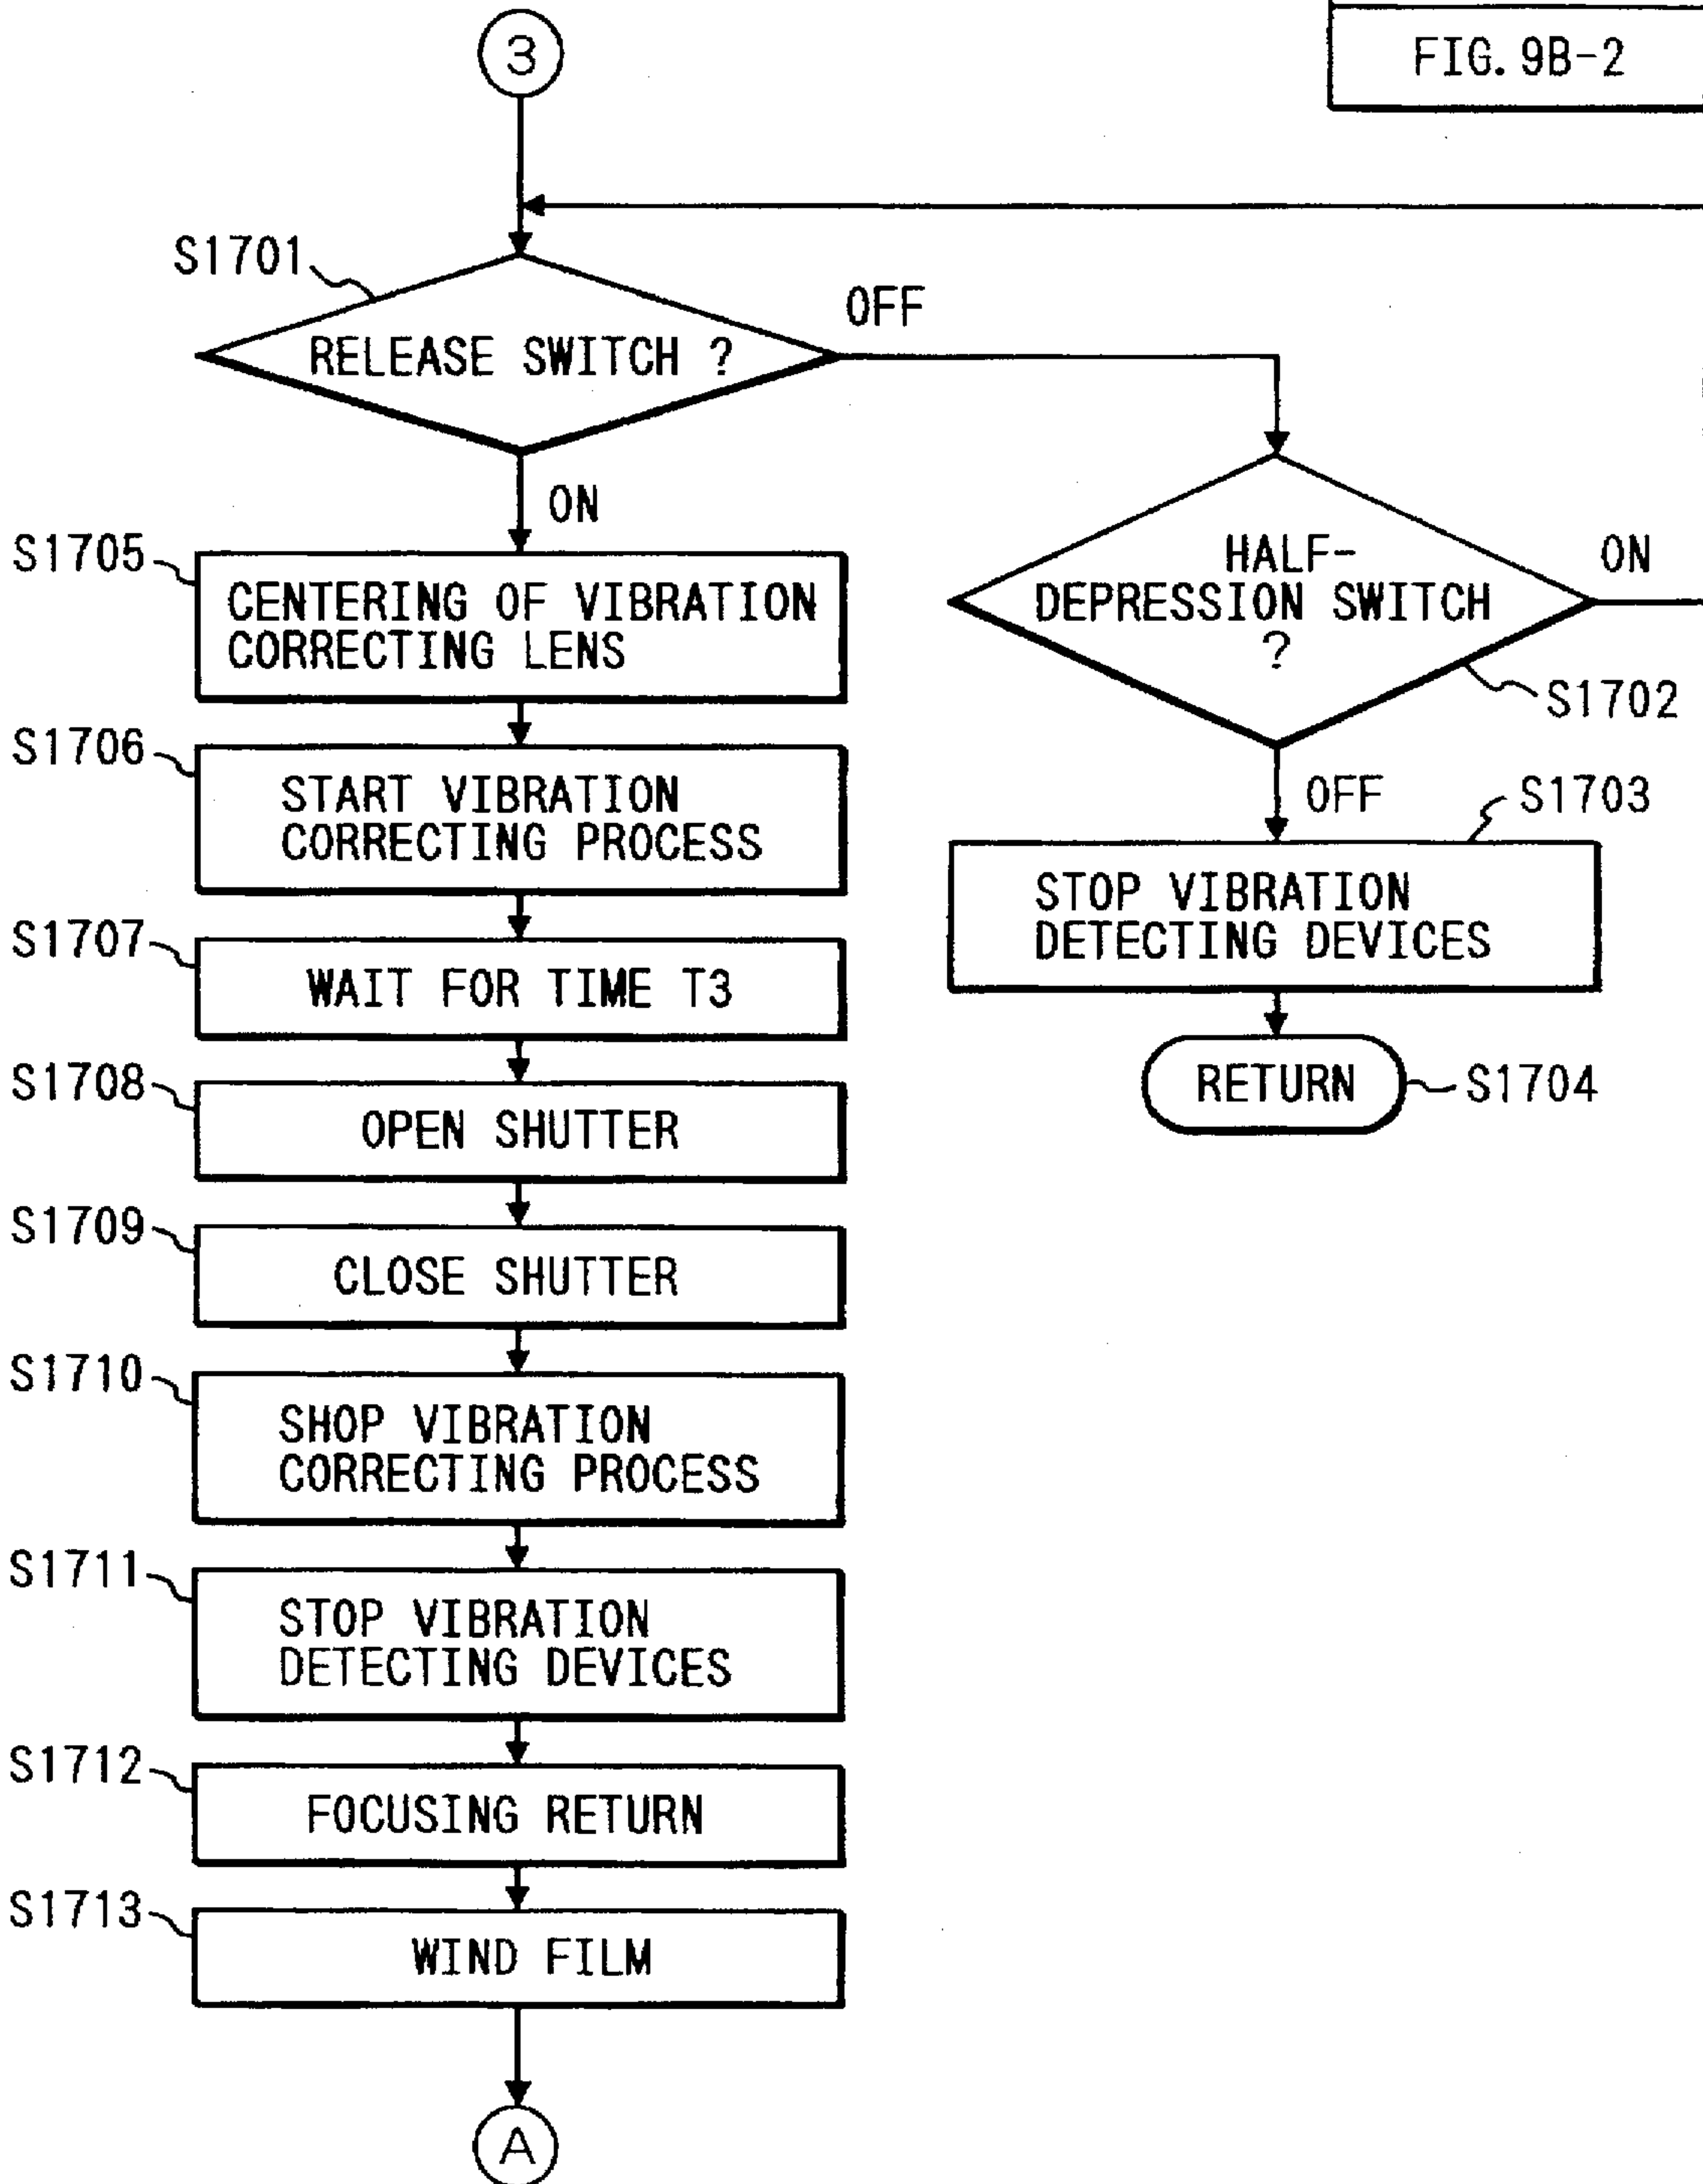 3
FIG. 9B-2
S1701
RELEASE SWITCH ?
OFF
ON
S1705
CENTERING OF VIBRATION
CORRECTING LENS
HALF-
DEPRESSION SWITCH
?
ON
S1702
S1706
START VIBRATION
CORRECTING PROCESS
OFF
S1703
STOP VIBRATION
DETECTING DEVICES
S1707
WAIT FOR TIME T3
RETURN
S1704
S1708
OPEN SHUTTER
S1709
CLOSE SHUTTER
S1710
SHOP VIBRATION
CORRECTING PROCESS
S1711
STOP VIBRATION
DETECTING DEVICES
S1712
FOCUSING RETURN
S1713
WIND FILM
A